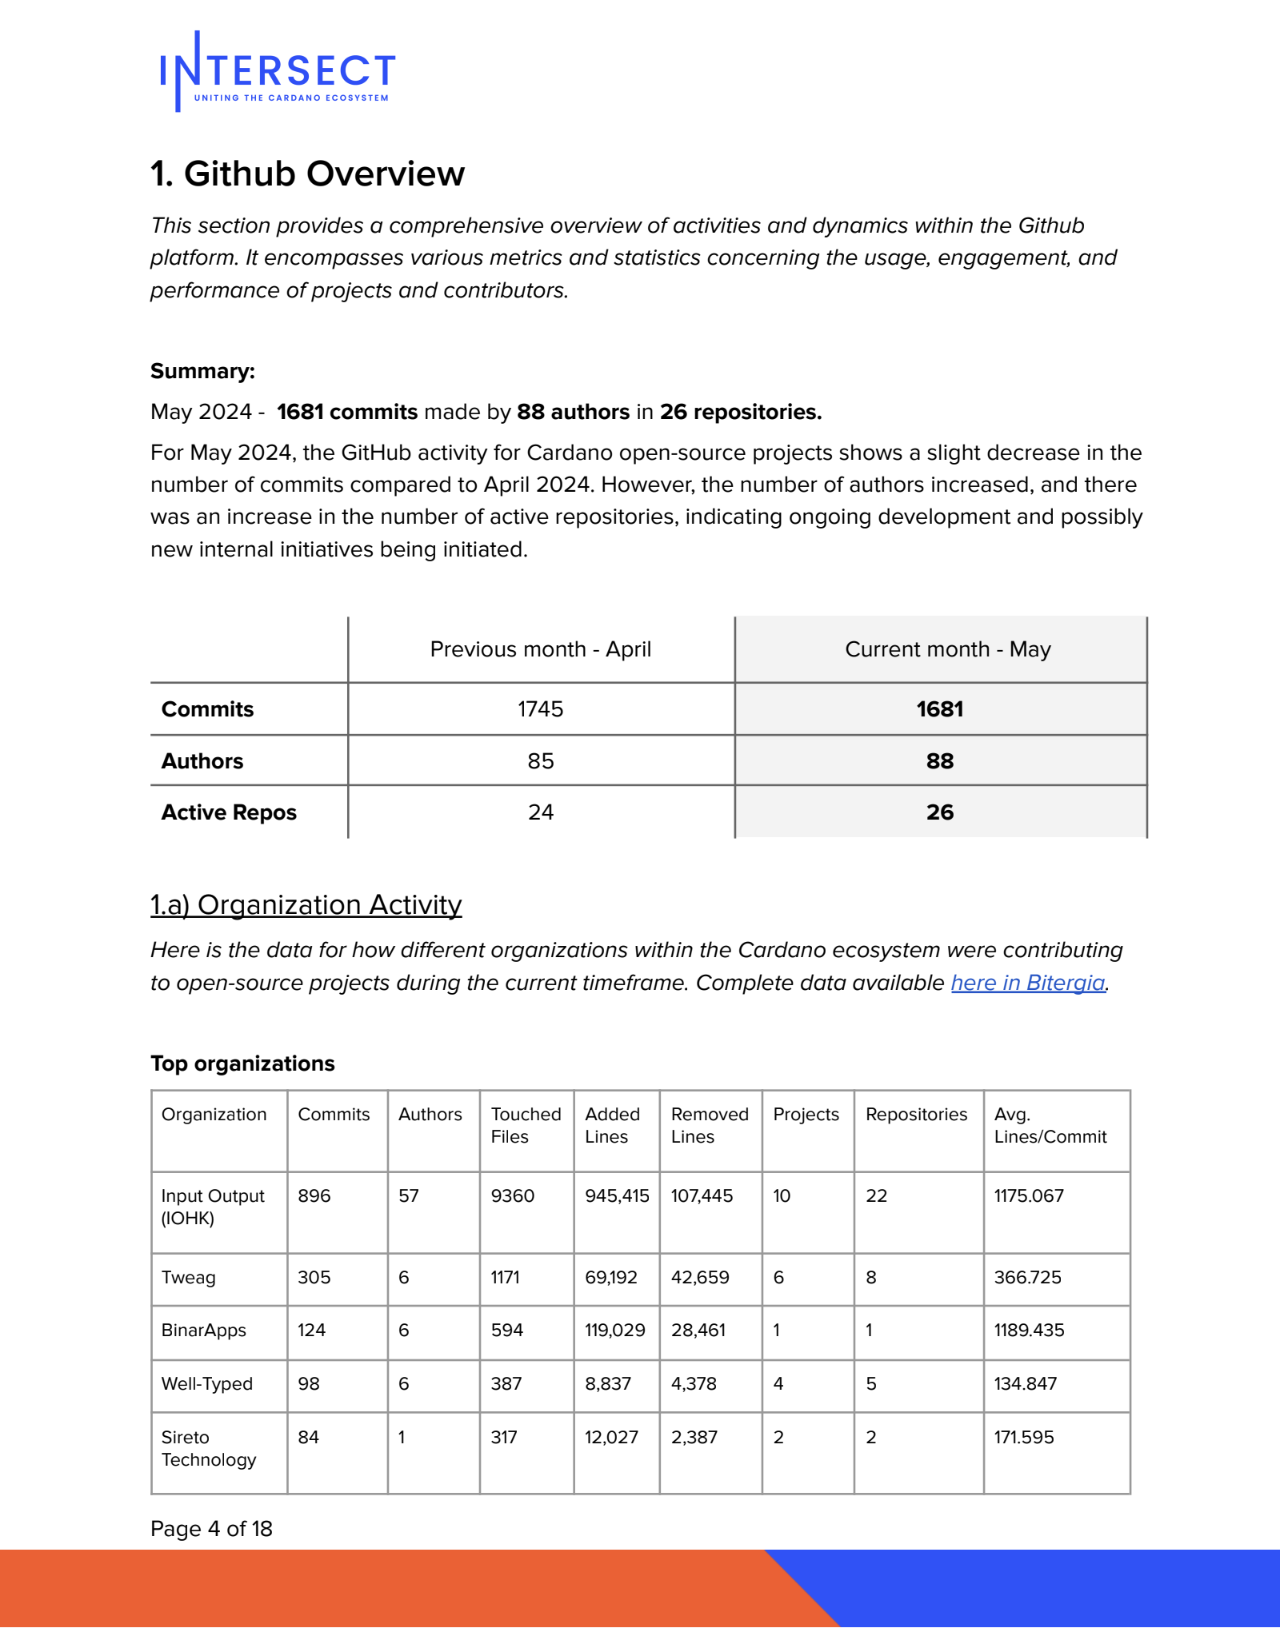 INTERSECT
UNITING THE CARDANO ECOSYSTEM
1. Github Overview
This section provides a comprehensive overview of activities and dynamics within the Github
platform. It encompasses various metrics and statistics concerning the usage, engagement, and
performance of projects and contributors.
Summary:
May 2024 - 1681 commits made by 88 authors in 26 repositories.
For May 2024, the GitHub activity for Cardano open-source projects shows a slight decrease in the
number of commits compared to April 2024. However, the number of authors increased, and there
was an increase in the number of active repositories, indicating ongoing development and possibly
new internal initiatives being initiated.
Previous month - April Current month - May
Commits 1745 1681
Authors 85 88
Active Repos 24 26
1.a) Organization Activity
Here is the data for how different organizations within the Cardano ecosystem were contributing
to open-source projects during the current timeframe. Complete data available here in Bitergia.
Top organizations
Organization Commits Authors Touched Added Removed Projects Repositories Avg.
Files Lines Lines Lines/Commit
Input Output 896 57 9360 945,415 107,445 10 22 1175.067
(IOHK)
Tweag 305 6 1171 69,192 42,659 6 8 366.725
BinarApps 124 6 594 119,029 28,461 1 1 1189.435
Well-Typed 98 6 387 8,837 4,378 4 5 134.847
Sireto 84 1 317 12,027 2,387 2 2 171.595
Technology
Page 4 of 18